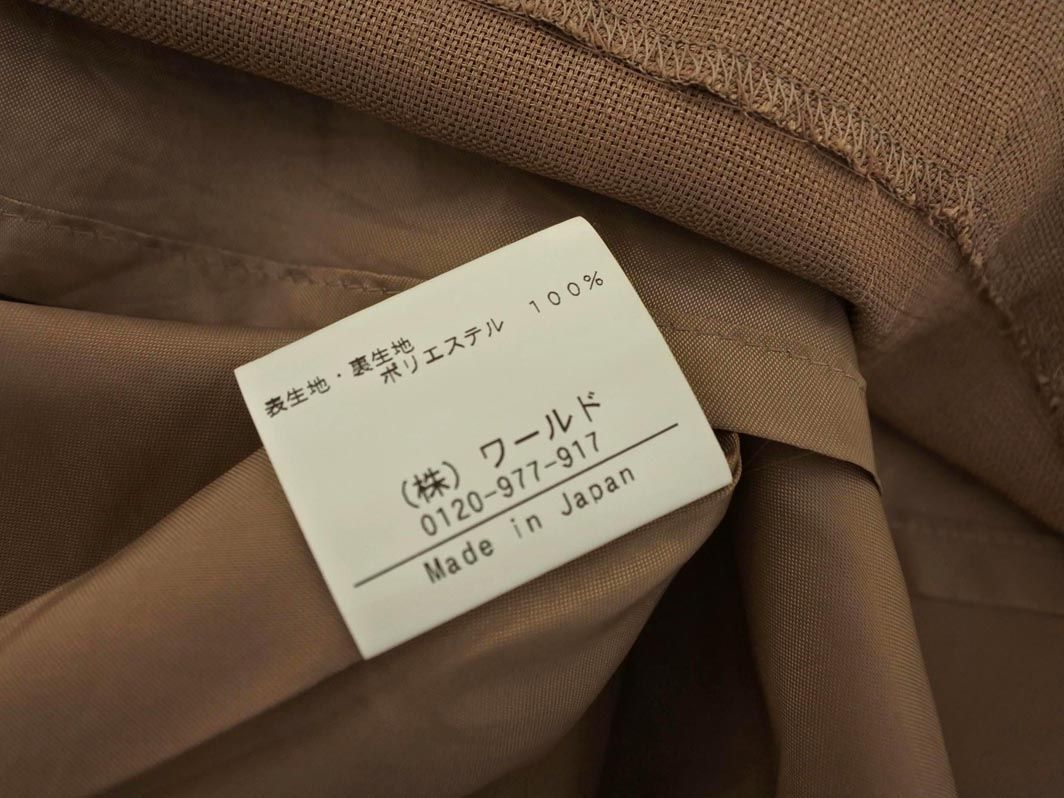 表生地・裏生地
ポリエステル １００％
（株）ワールド
0120-977-917
Made in Japan